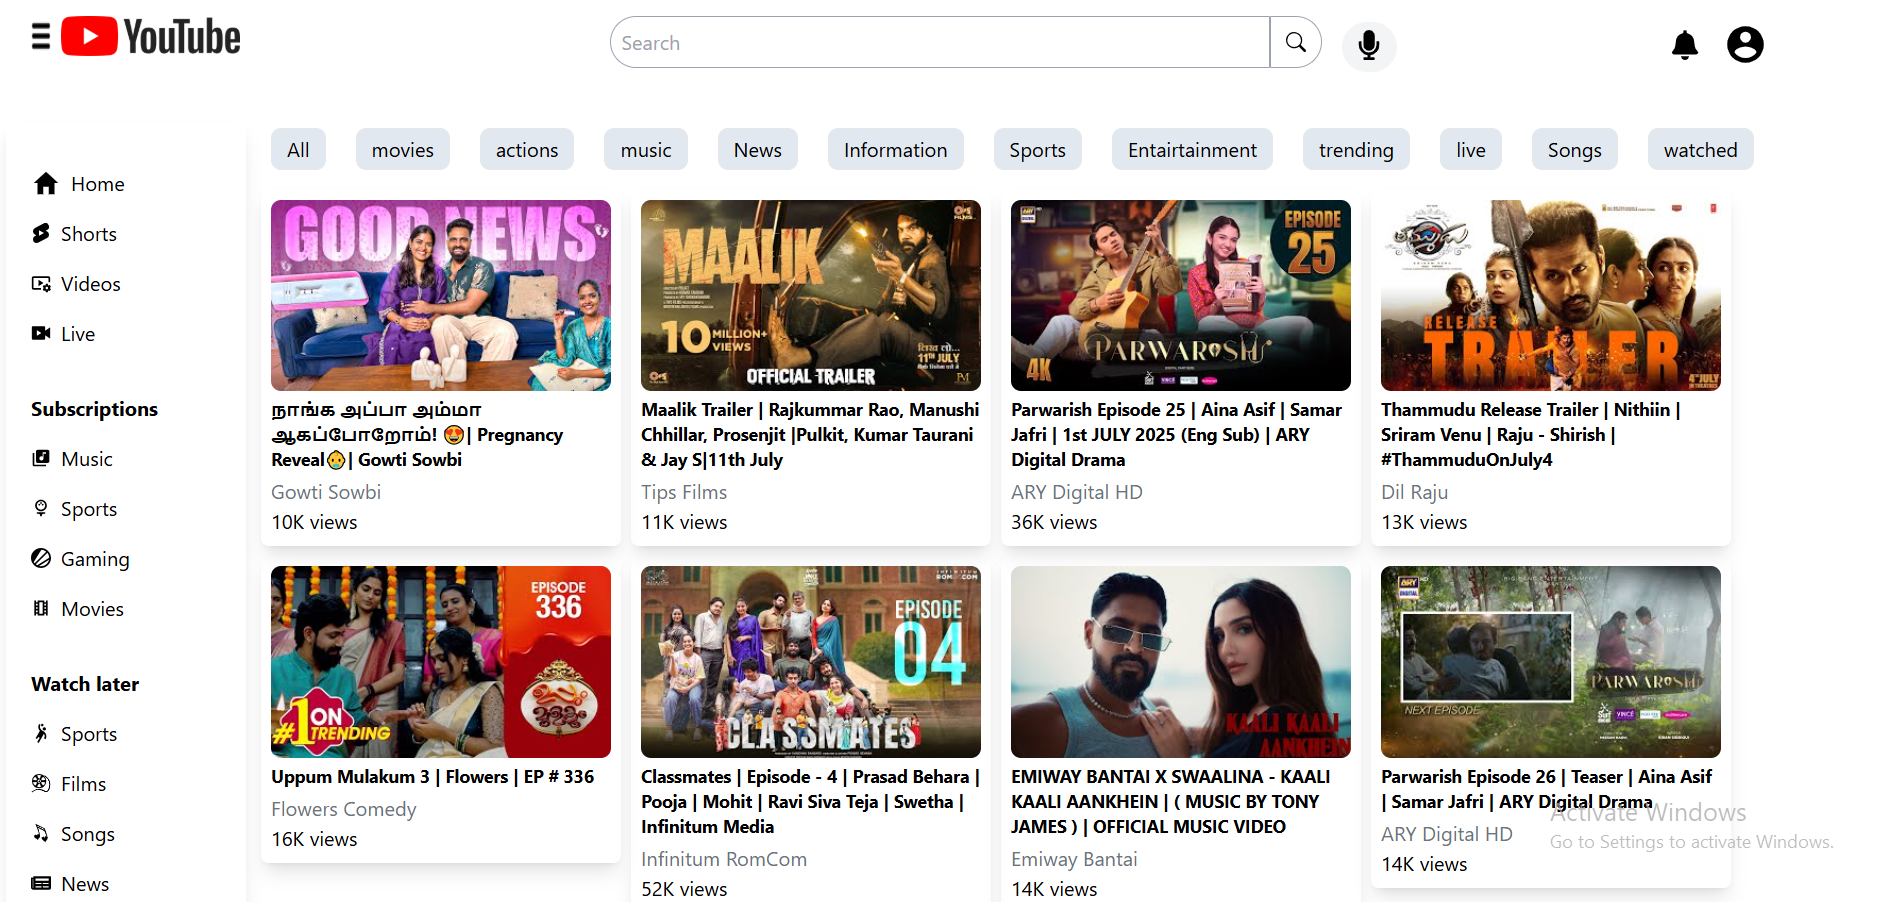 YouTube
Search
All
movies
actions
music
News
Information
Sports
Entairtainment
trending
live
Songs
watched
Home
Shorts
Videos
Live
Subscriptions
Music
Sports
Gaming
Movies
Watch later
Sports
Films
Songs
News
GOOD NEWS
நாங்க அப்பா அம்மா
ஆகப்போறோம்! 😍| Pregnancy
Reveal🥹| Gowti Sowbi
Gowti Sowbi
10K views
MAALIK
10 MILLION+
VIEWS
11TH JULY
OFFICIAL TRAILER
Maalik Trailer | Rajkummar Rao, Manushi
Chhillar, Prosenjit |Pulkit, Kumar Taurani
& Jay S|11th July
Tips Films
11K views
ARY
DIGITAL
EPISODE
25
PARWARISH
4K
Parwarish Episode 25 | Aina Asif | Samar
Jafri | 1st JULY 2025 (Eng Sub) | ARY
Digital Drama
ARY Digital HD
36K views
RELEASE
TRAILER
4TH JULY
Thammudu Release Trailer | Nithiin |
Sriram Venu | Raju - Shirish |
#ThammuduOnJuly4
Dil Raju
13K views
EPISODE
336
#1 ON
TRENDING
Uppum Mulakum 3 | Flowers | EP # 336
Flowers Comedy
16K views
EPISODE
04
CLASSMATES
Classmates | Episode - 4 | Prasad Behara |
Pooja | Mohit | Ravi Siva Teja | Swetha |
Infinitum Media
Infinitum RomCom
52K views
KAALI KAALI
AANKHEIN
EMIWAY BANTAI X SWAALINA - KAALI
KAALI AANKHEIN | ( MUSIC BY TONY
JAMES ) | OFFICIAL MUSIC VIDEO
Emiway Bantai
14K views
ARY
DIGITAL
HD
PARWARISH
NEXT EPISODE
Parwarish Episode 26 | Teaser | Aina Asif
| Samar Jafri | ARY Digital Drama
ARY Digital HD
14K views
Activate Windows
Go to Settings to activate Windows.